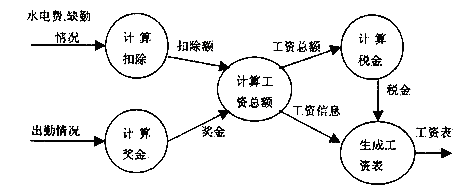 水电费,缺勤
情况
计 算
扣除
扣除额
工资总额
计 算
税金
计算工
资总额
税金
出勤情况
计 算
奖金
奖金
工资信息
生成工
资表
工资表